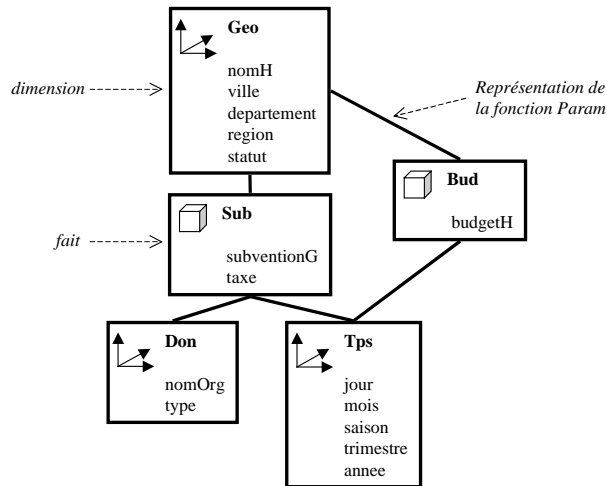 Geo
nomH
ville
departement
region
statut
dimension
Représentation de
la fonction Param
Bud
budgetH
Sub
subventionG
taxe
fait
Don
nomOrg
type
Tps
jour
mois
saison
trimestre
annee